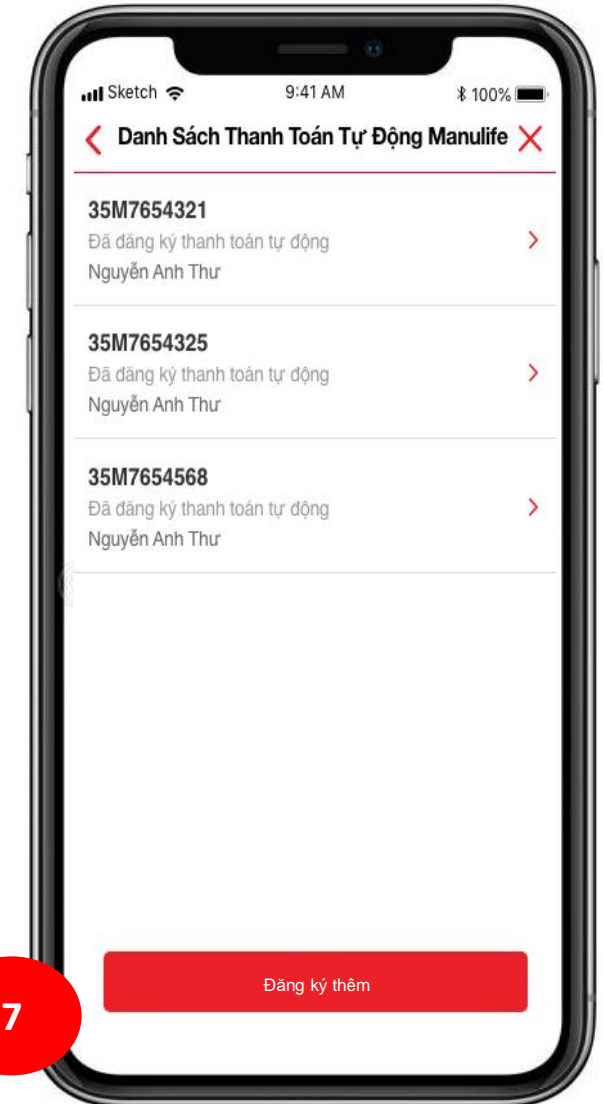 Sketch 9:41 AM 100%
Danh Sách Thanh Toán Tự Động Manulife
35M7654321
Đã đăng ký thanh toán tự động
Nguyễn Anh Thư
35M7654325
Đã đăng ký thanh toán tự động
Nguyễn Anh Thư
35M7654568
Đã đăng ký thanh toán tự động
Nguyễn Anh Thư
Đăng ký thêm
7